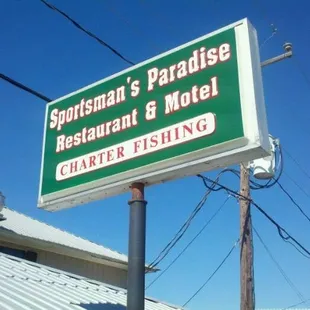 Sportsman's Paradise
Restaurant & Motel
CHARTER FISHING